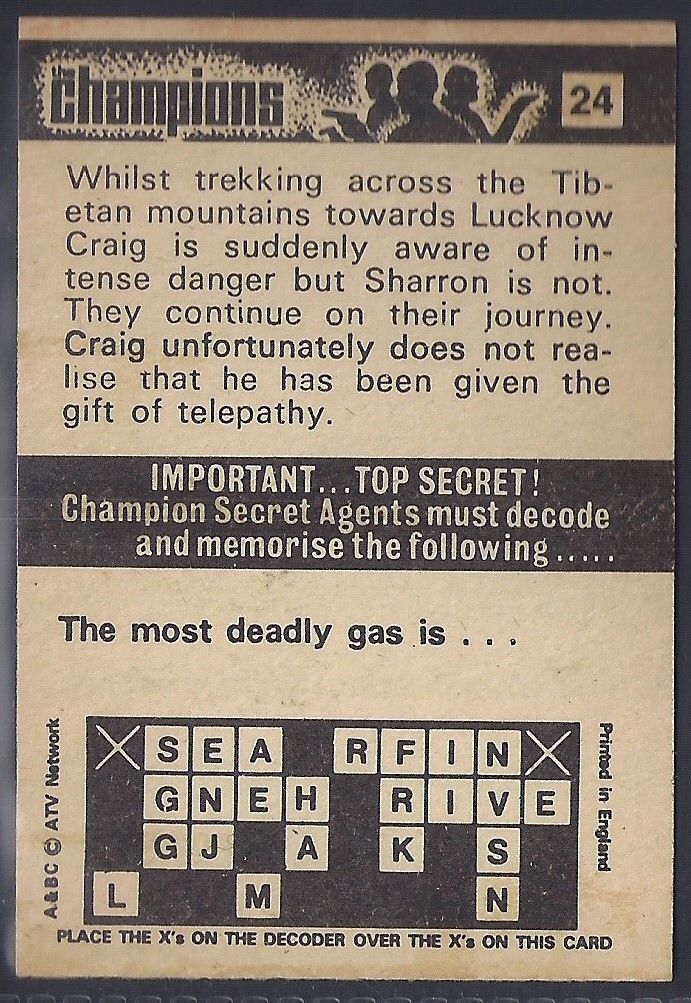 the Champions
24
Whilst trekking across the Tib-
etan mountains towards Lucknow
Craig is suddenly aware of in-
tense danger but Sharron is not.
They continue on their journey.
Craig unfortunately does not rea-
lise that he has been given the
gift of telepathy.
IMPORTANT...TOP SECRET!
Champion Secret Agents must decode
and memorise the following.....
The most deadly gas is . . .
X S E A R F I N X
G N E H R I V E
G J A K S
L M N
A&BC © ATV Network
Printed in England
PLACE THE X's ON THE DECODER OVER THE X's ON THIS CARD